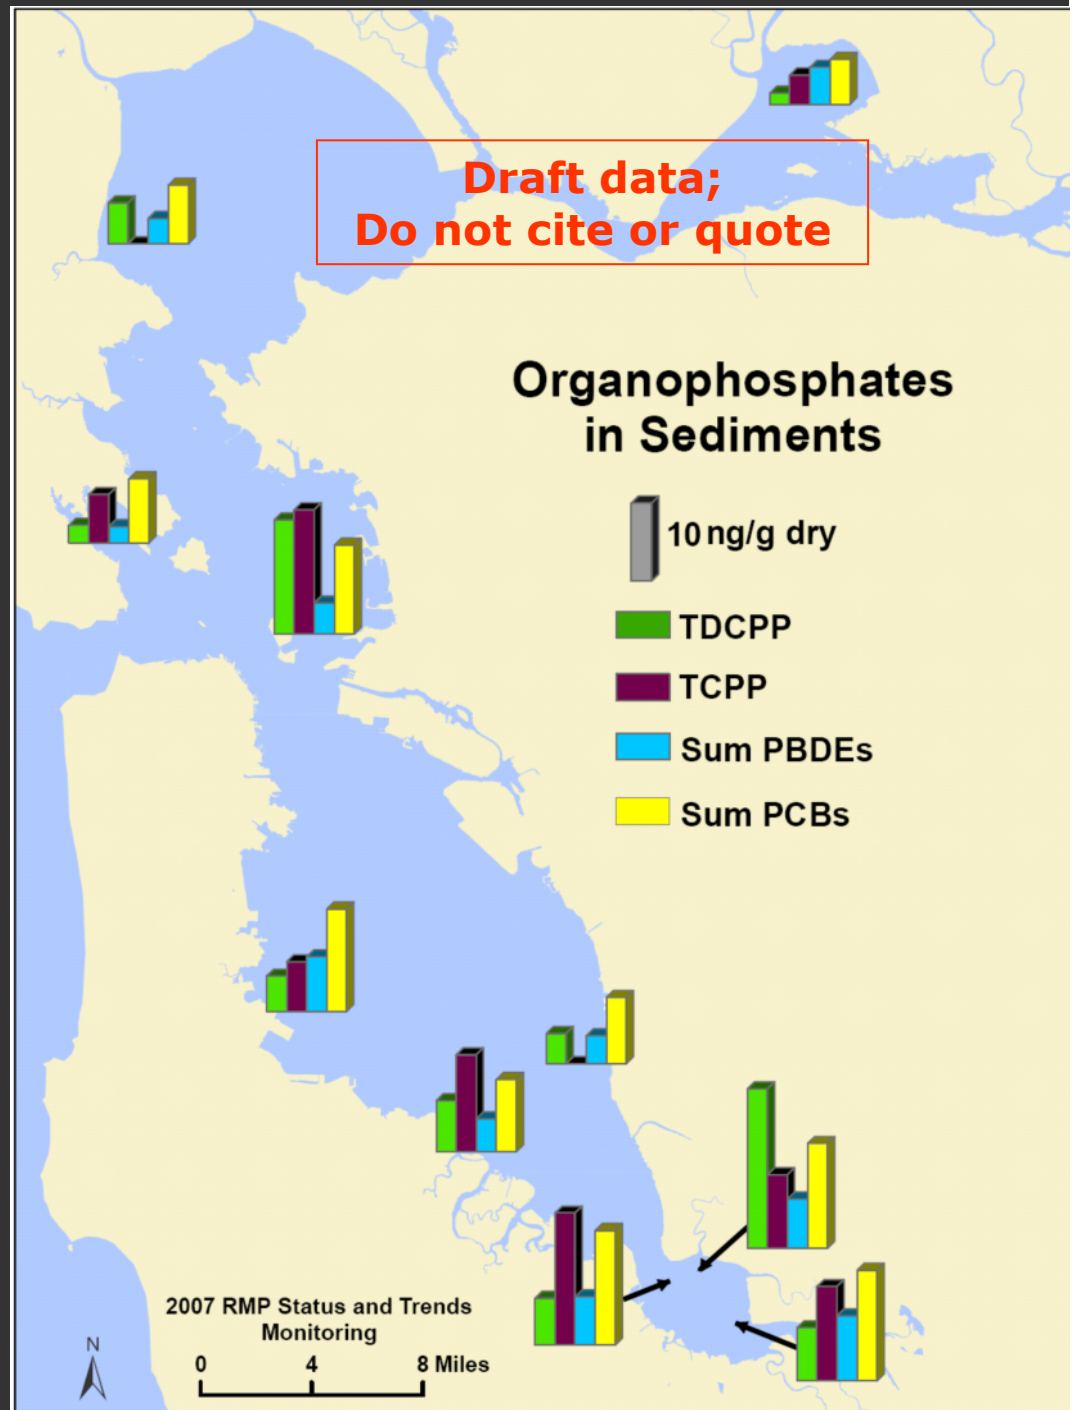 Draft data;
Do not cite or quote
Organophosphates
in Sediments
10 ng/g dry
TDCPP
TCPP
Sum PBDEs
Sum PCBs
2007 RMP Status and Trends
Monitoring
N
0 4 8 Miles